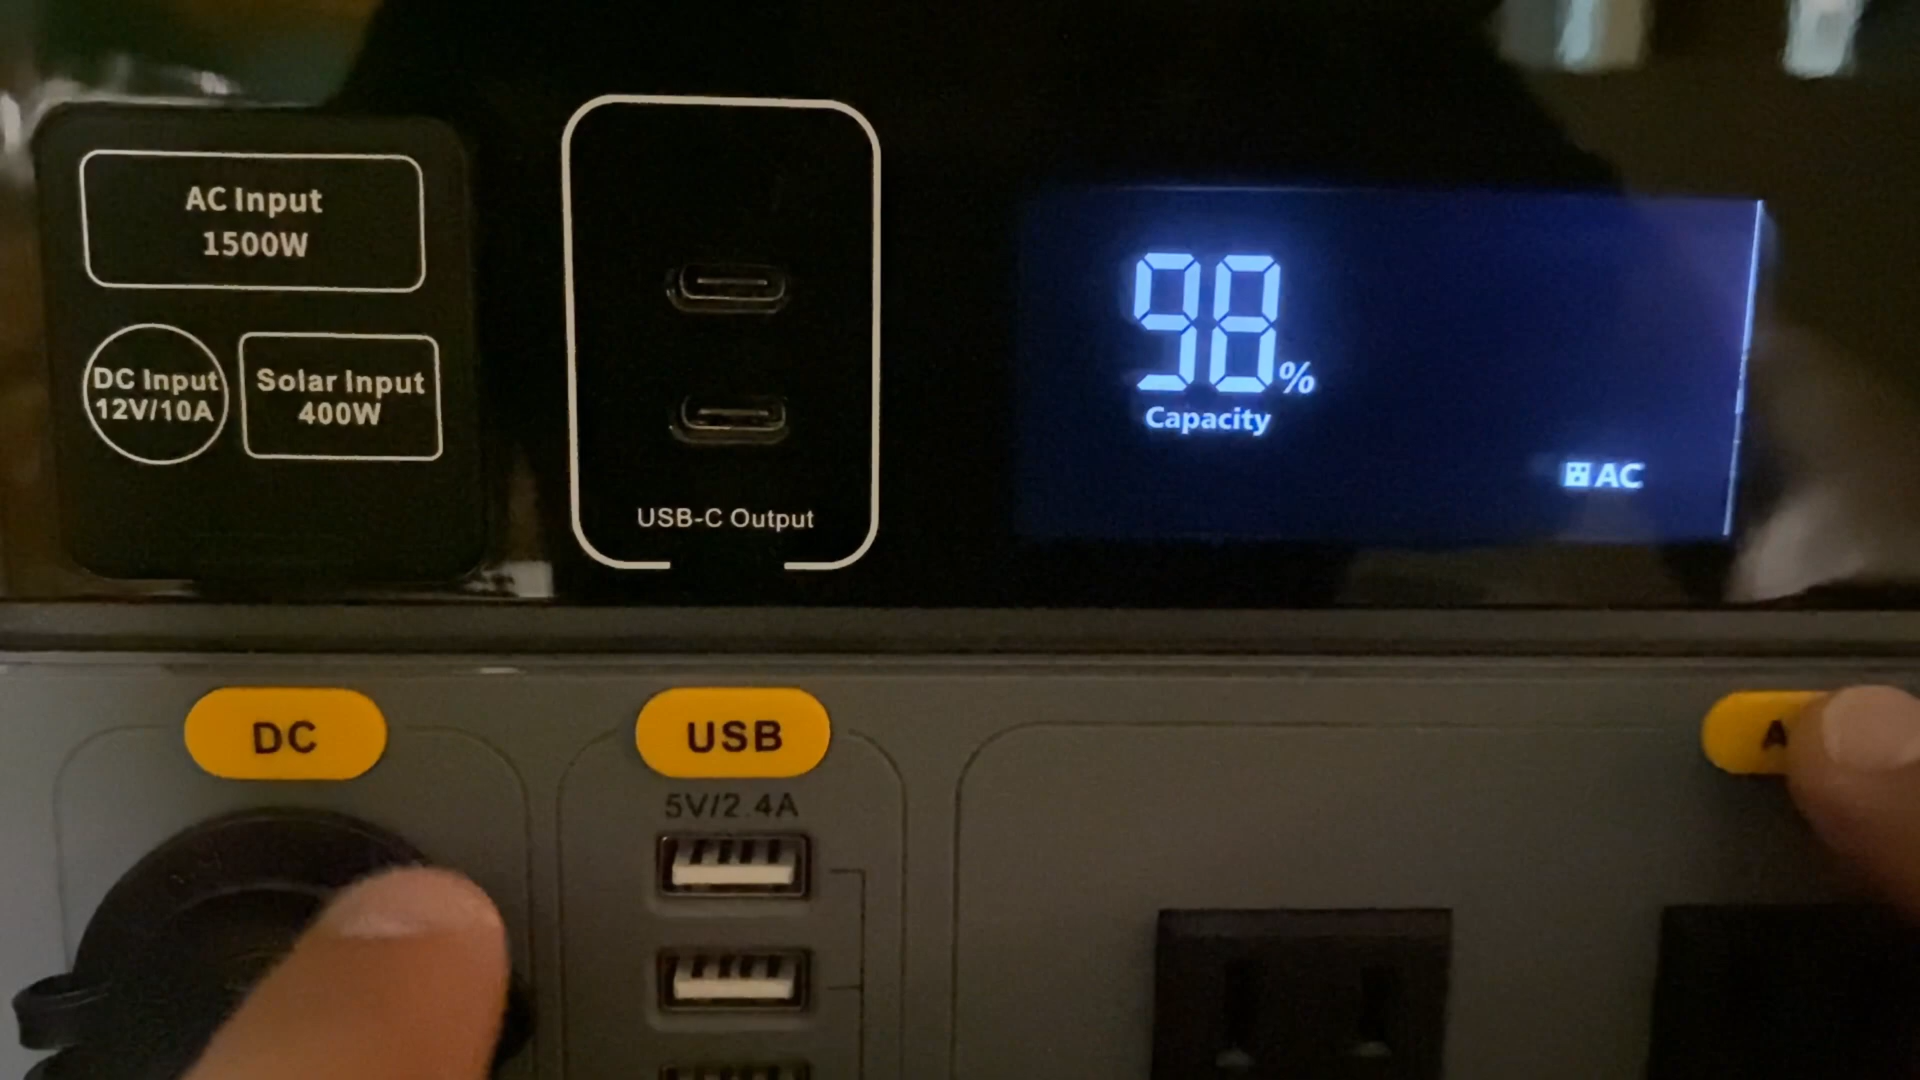 AC Input
1500W
DC Input
12V/10A
Solar Input
400W
USB-C Output
98%
Capacity
AC
DC
USB
5V/2.4A